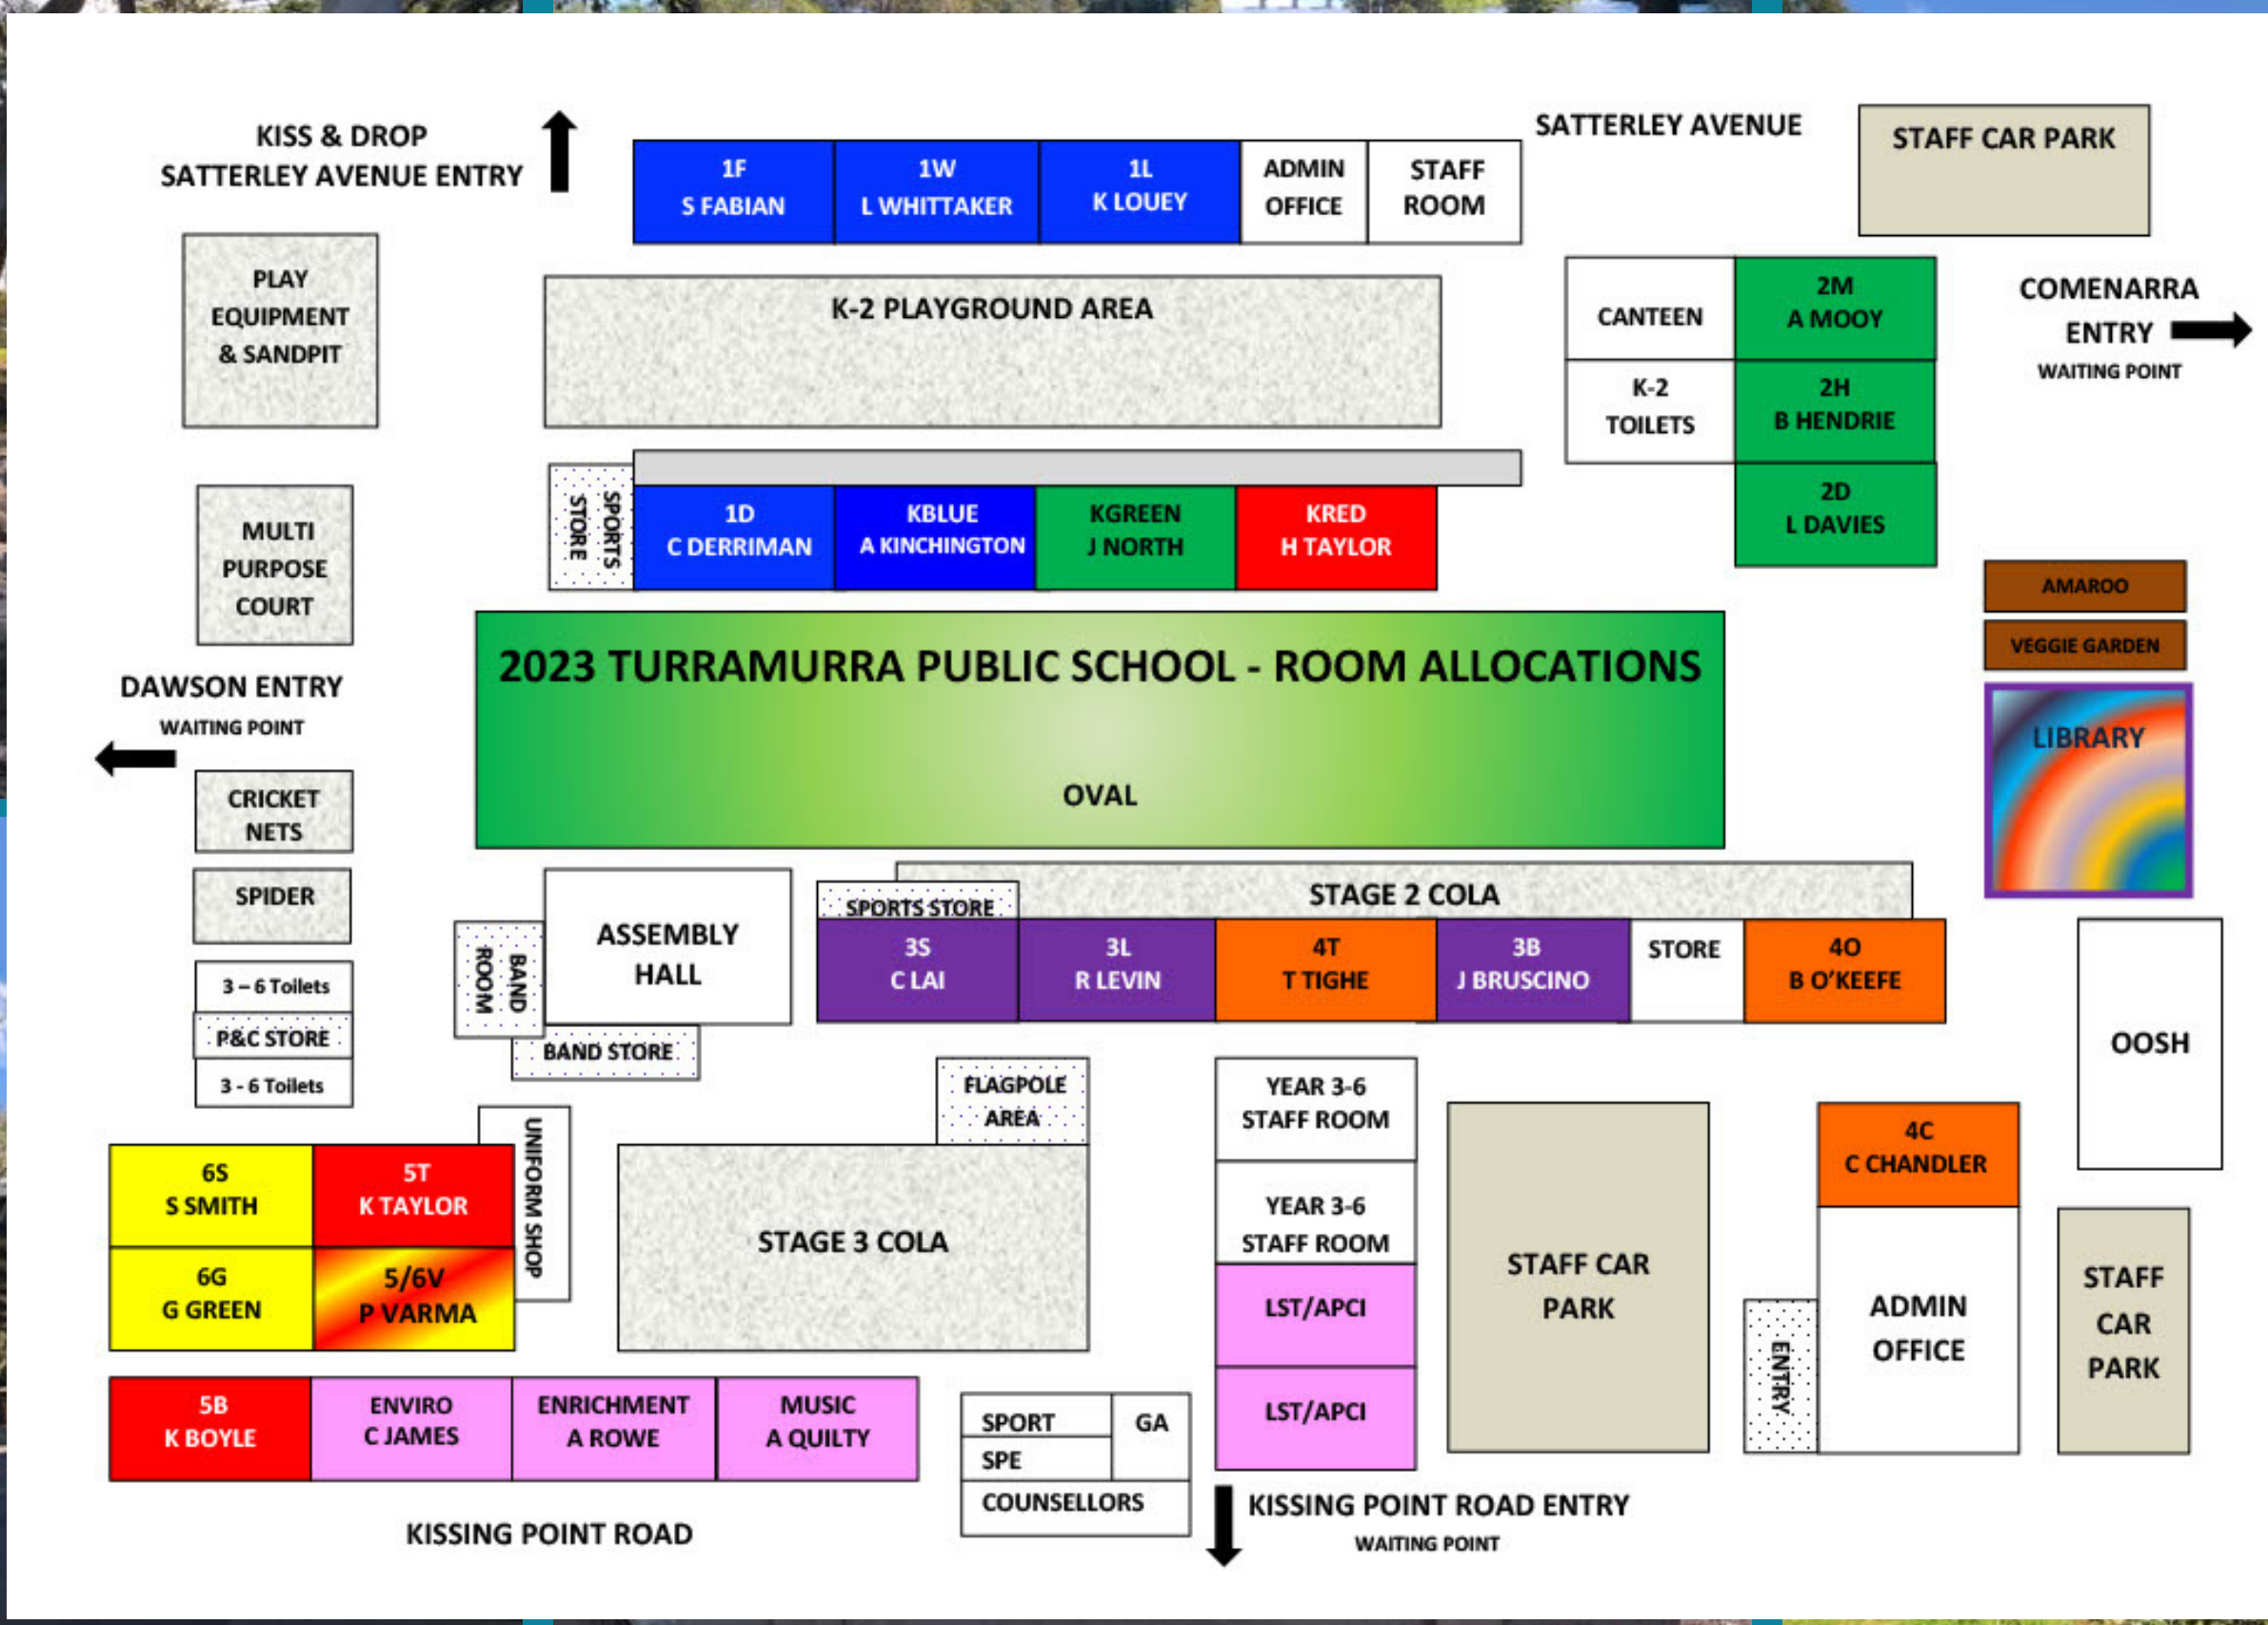 KISS & DROP
SATTERLEY AVENUE ENTRY
1F
S FABIAN
1W
L WHITTAKER
1L
K LOUEY
ADMIN
OFFICE
STAFF
ROOM
SATTERLEY AVENUE
STAFF CAR PARK
PLAY
EQUIPMENT
& SANDPIT
K-2 PLAYGROUND AREA
CANTEEN
2M
A MOOY
COMENARRA
ENTRY
WAITING POINT
K-2
TOILETS
2H
B HENDRIE
2D
L DAVIES
MULTI
PURPOSE
COURT
SPORTS
STORE
1D
C DERRIMAN
KBLUE
A KINCHINGTON
KGREEN
J NORTH
KRED
H TAYLOR
AMAROO
VEGGIE GARDEN
LIBRARY
DAWSON ENTRY
WAITING POINT
2023 TURRAMURRA PUBLIC SCHOOL - ROOM ALLOCATIONS
OVAL
CRICKET
NETS
SPIDER
3 – 6 Toilets
P&C STORE
3 - 6 Toilets
BAND
ROOM
ASSEMBLY
HALL
BAND STORE
SPORTS STORE
STAGE 2 COLA
3S
C LAI
3L
R LEVIN
4T
T TIGHE
3B
J BRUSCINO
STORE
4O
B O'KEEFE
OOSH
FLAGPOLE
AREA
YEAR 3-6
STAFF ROOM
YEAR 3-6
STAFF ROOM
LST/APCI
LST/APCI
STAFF CAR
PARK
4C
C CHANDLER
ADMIN
OFFICE
ENTRY
STAFF
CAR
PARK
6S
S SMITH
5T
K TAYLOR
UNIFORM SHOP
6G
G GREEN
5/6V
P VARMA
STAGE 3 COLA
5B
K BOYLE
ENVIRO
C JAMES
ENRICHMENT
A ROWE
MUSIC
A QUILTY
SPORT
GA
SPE
COUNSELLORS
KISSING POINT ROAD
KISSING POINT ROAD ENTRY
WAITING POINT